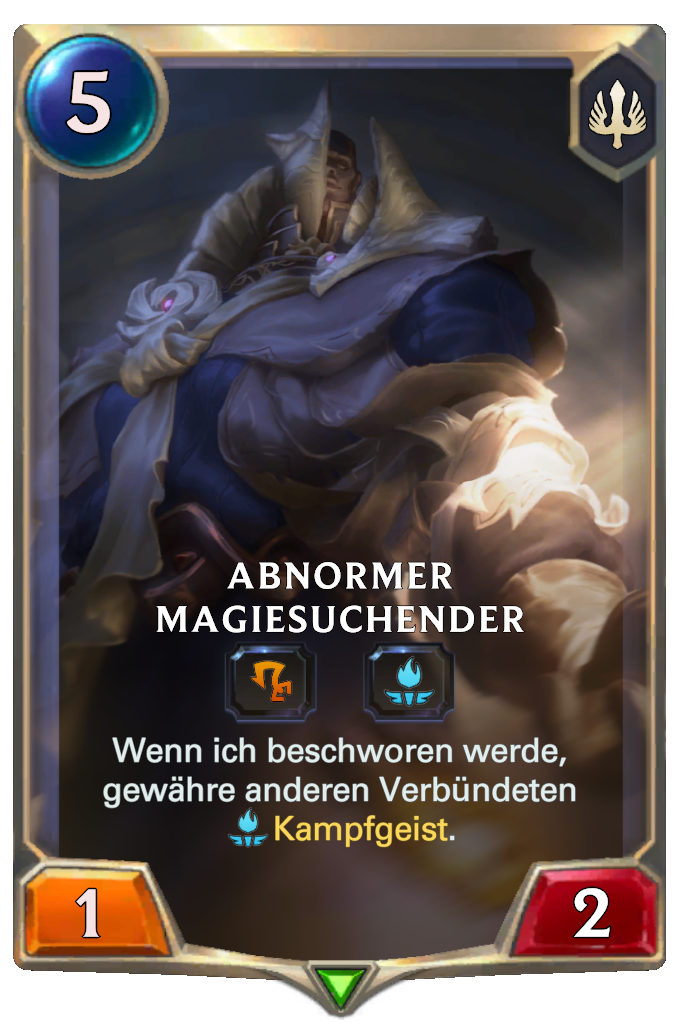 5
ABNORMER
MAGIESUCHENDER
Wenn ich beschworen werde,
gewähre anderen Verbündeten
Kampfgeist.
1
2